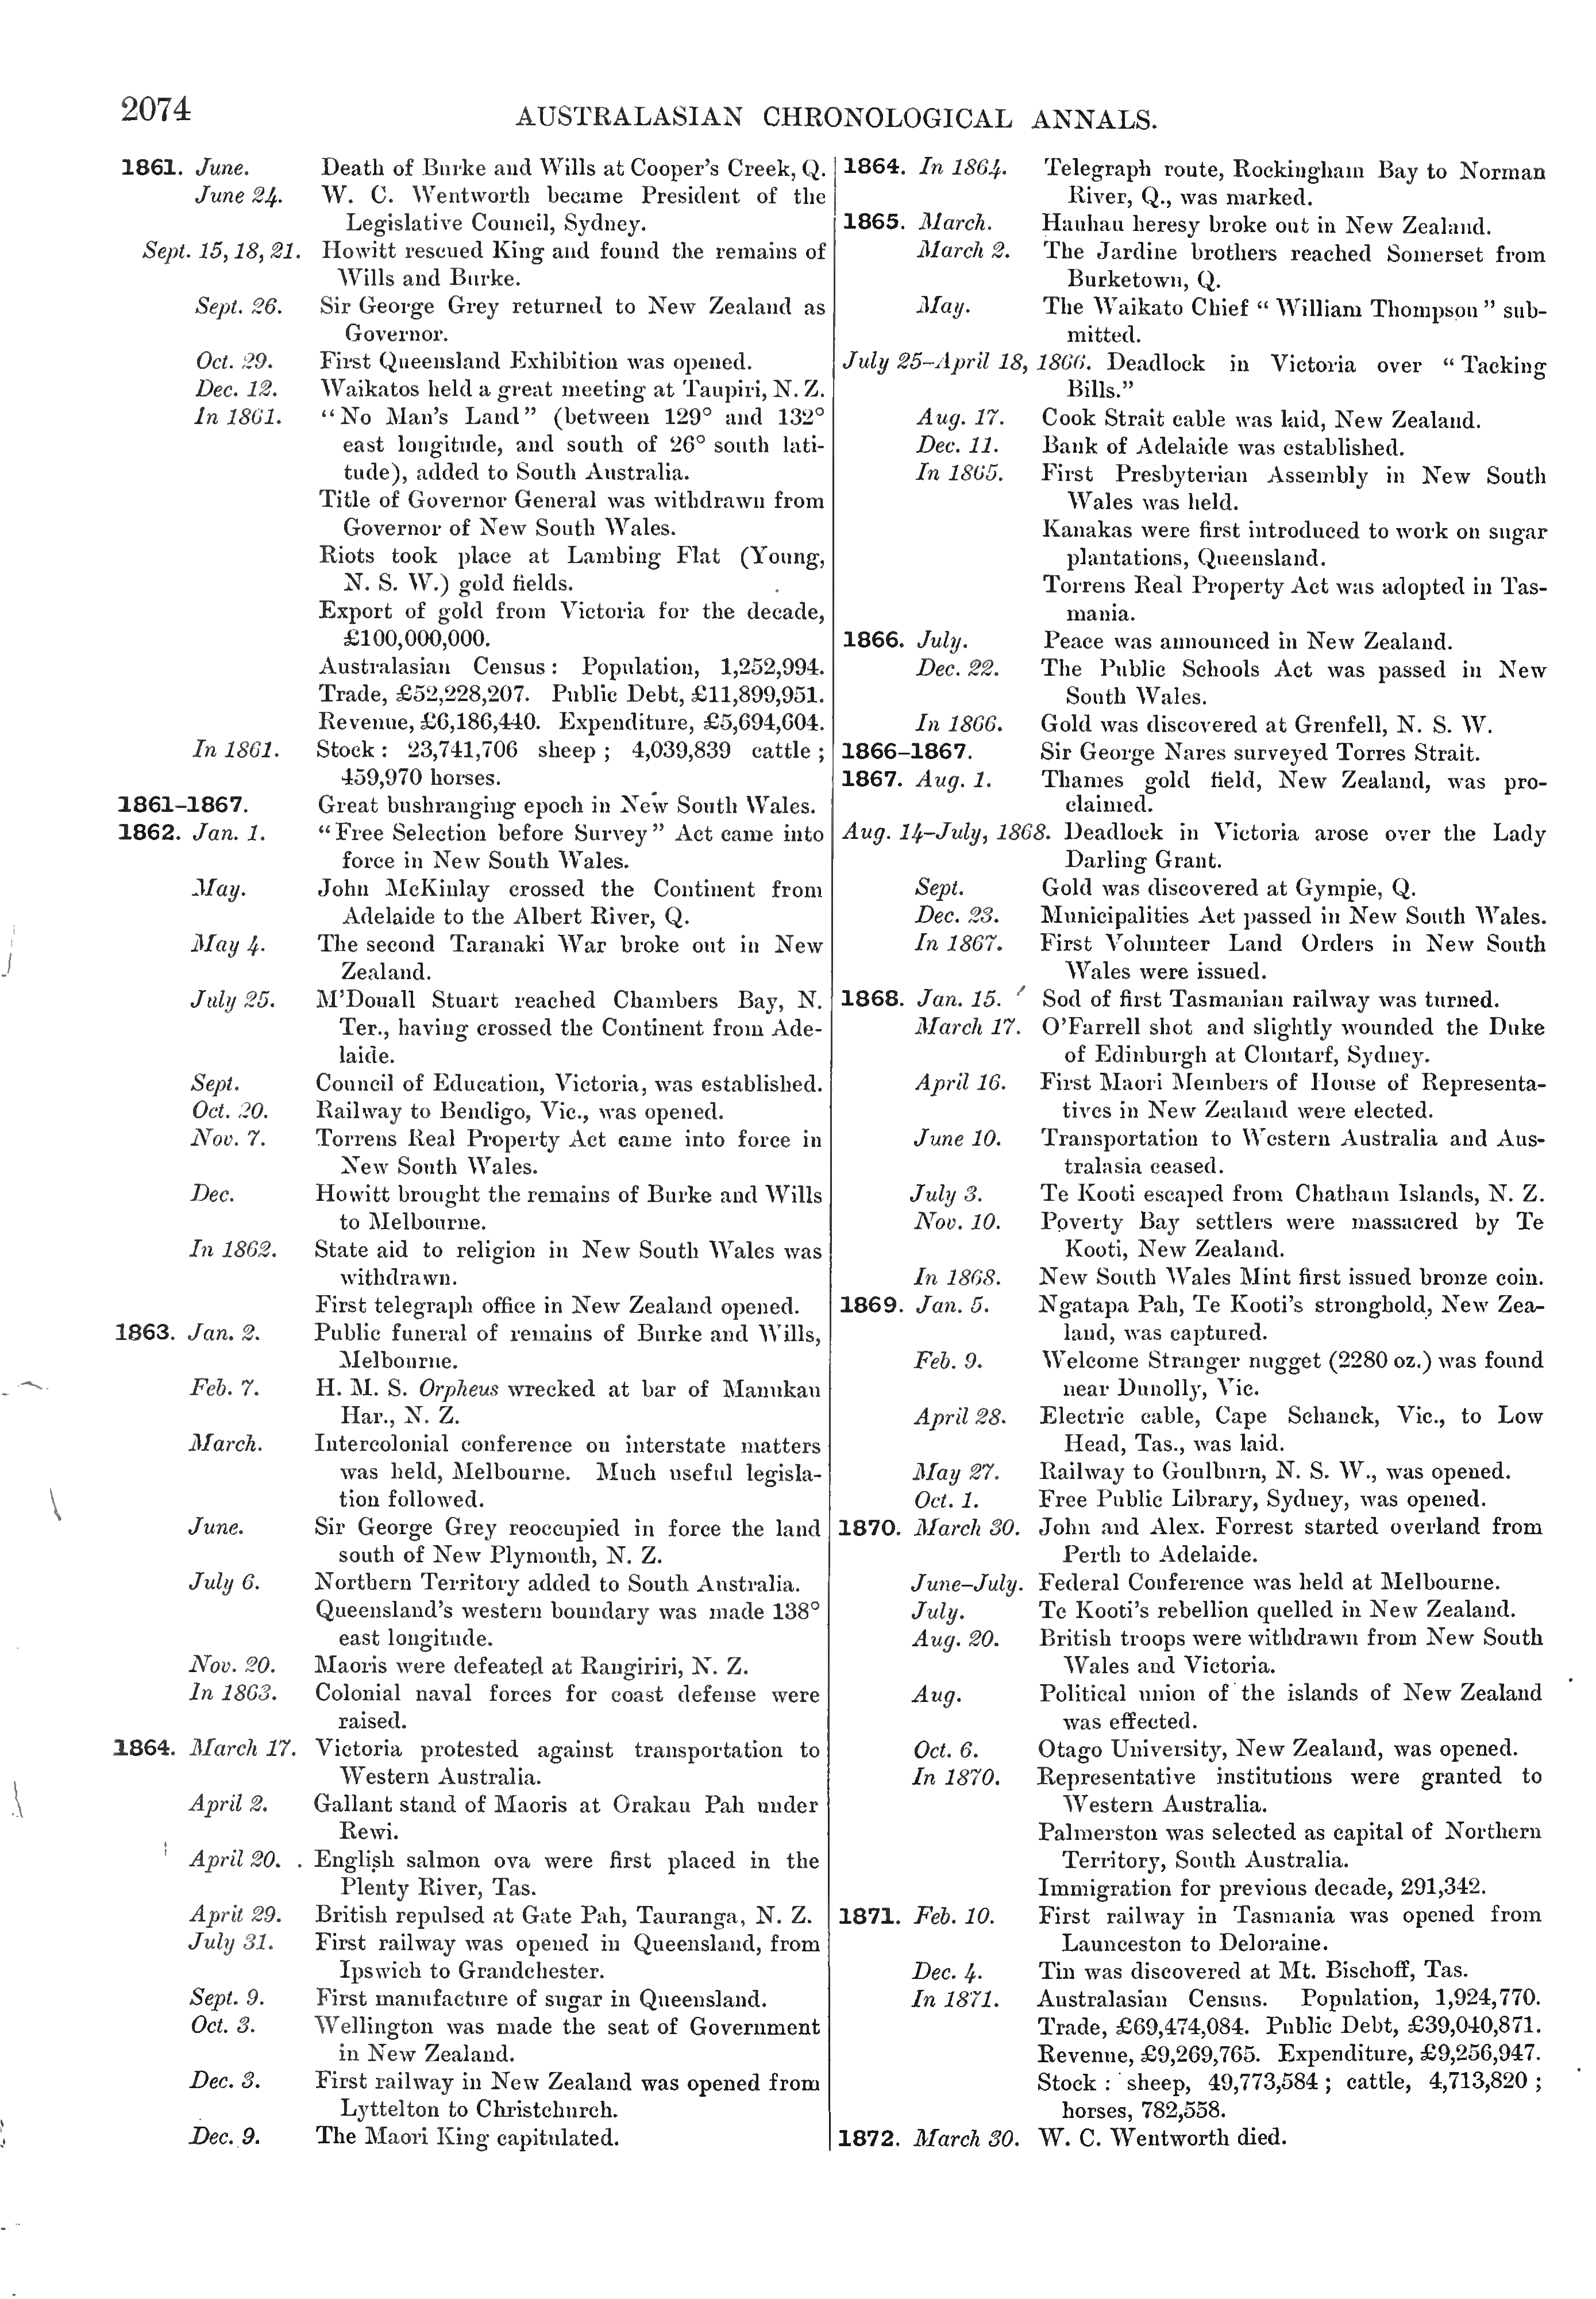 2074
AUSTRALASIAN CHRONOLOGICAL ANNALS.
1861. June. Death of Burke and Wills at Cooper's Creek, Q.
June 24. W. C. Wentworth became President of the
Legislative Council, Sydney.
Sept. 15, 18, 21. Howitt rescued King and found the remains of
Wills and Burke.
Sept. 26. Sir George Grey returned to New Zealand as
Governor.
Oct. 29. First Queensland Exhibition was opened.
Dec. 12. Waikatos held a great meeting at Taupiri, N. Z.
In 1861. "No Man's Land" (between 129° and 132°
east longitude, and south of 26° south lati-
tude), added to South Australia.
Title of Governor General was withdrawn from
Governor of New South Wales.
Riots took place at Lambing Flat (Young,
N. S. W.) gold fields.
Export of gold from Victoria for the decade,
£100,000,000.
Australasian Census: Population, 1,252,994.
Trade, £52,228,207. Public Debt, £11,899,951.
Revenue, £6,186,440. Expenditure, £5,694,604.
In 1861. Stock: 23,741,706 sheep; 4,039,839 cattle;
459,970 horses.
1861-1867. Great bushranging epoch in New South Wales.
1862. Jan. 1. "Free Selection before Survey" Act came into
force in New South Wales.
May. John McKinlay crossed the Continent from
Adelaide to the Albert River, Q.
May 4. The second Taranaki War broke out in New
Zealand.
July 25. M'Douall Stuart reached Chambers Bay, N.
Ter., having crossed the Continent from Ade-
laide.
Sept. Council of Education, Victoria, was established.
Oct. 20. Railway to Bendigo, Vic., was opened.
Nov. 7. Torrens Real Property Act came into force in
New South Wales.
Dec. Howitt brought the remains of Burke and Wills
to Melbourne.
In 1862. State aid to religion in New South Wales was
withdrawn.
First telegraph office in New Zealand opened.
1863. Jan. 2. Public funeral of remains of Burke and Wills,
Melbourne.
Feb. 7. H. M. S. Orpheus wrecked at bar of Manukau
Har., N. Z.
March. Intercolonial conference on interstate matters
was held, Melbourne. Much useful legisla-
tion followed.
June. Sir George Grey reoccupied in force the land
south of New Plymouth, N. Z.
July 6. Northern Territory added to South Australia.
Queensland's western boundary was made 138°
east longitude.
Nov. 20. Maoris were defeated at Rangiriri, N. Z.
In 1863. Colonial naval forces for coast defense were
raised.
1864. March 17. Victoria protested against transportation to
Western Australia.
April 2. Gallant stand of Maoris at Orakau Pah under
Rewi.
April 20. English salmon ova were first placed in the
Plenty River, Tas.
April 29. British repulsed at Gate Pah, Tauranga, N. Z.
July 31. First railway was opened in Queensland, from
Ipswich to Grandchester.
Sept. 9. First manufacture of sugar in Queensland.
Oct. 3. Wellington was made the seat of Government
in New Zealand.
Dec. 3. First railway in New Zealand was opened from
Lyttelton to Christchurch.
Dec. 9. The Maori King capitulated.
1864. In 1864. Telegraph route, Rockingham Bay to Norman
River, Q., was marked.
1865. March. Hauhau heresy broke out in New Zealand.
March 2. The Jardine brothers reached Somerset from
Burketown, Q.
May. The Waikato Chief "William Thompson" sub-
mitted.
July 25-April 18, 1866. Deadlock in Victoria over "Tacking
Bills."
Aug. 17. Cook Strait cable was laid, New Zealand.
Dec. 11. Bank of Adelaide was established.
In 1865. First Presbyterian Assembly in New South
Wales was held.
Kanakas were first introduced to work on sugar
plantations, Queensland.
Torrens Real Property Act was adopted in Tas-
mania.
1866. July. Peace was announced in New Zealand.
Dec. 22. The Public Schools Act was passed in New
South Wales.
In 1866. Gold was discovered at Grenfell, N. S. W.
1866-1867. Sir George Nares surveyed Torres Strait.
1867. Aug. 1. Thames gold field, New Zealand, was pro-
claimed.
Aug. 14-July, 1868. Deadlock in Victoria arose over the Lady
Darling Grant.
Sept. Gold was discovered at Gympie, Q.
Dec. 23. Municipalities Act passed in New South Wales.
In 1867. First Volunteer Land Orders in New South
Wales were issued.
1868. Jan. 15. Sod of first Tasmanian railway was turned.
March 17. O'Farrell shot and slightly wounded the Duke
of Edinburgh at Clontarf, Sydney.
April 16. First Maori Members of House of Representa-
tives in New Zealand were elected.
June 10. Transportation to Western Australia and Aus-
tralasia ceased.
July 3. Te Kooti escaped from Chatham Islands, N. Z.
Nov. 10. Poverty Bay settlers were massacred by Te
Kooti, New Zealand.
In 1868. New South Wales Mint first issued bronze coin.
1869. Jan. 5. Ngatapa Pah, Te Kooti's stronghold, New Zea-
land, was captured.
Feb. 9. Welcome Stranger nugget (2280 oz.) was found
near Dunolly, Vic.
April 28. Electric cable, Cape Schanck, Vic., to Low
Head, Tas., was laid.
May 27. Railway to Goulburn, N. S. W., was opened.
Oct. 1. Free Public Library, Sydney, was opened.
1870. March 30. John and Alex. Forrest started overland from
Perth to Adelaide.
June-July. Federal Conference was held at Melbourne.
July. Te Kooti's rebellion quelled in New Zealand.
Aug. 20. British troops were withdrawn from New South
Wales and Victoria.
Aug. Political union of the islands of New Zealand
was effected.
Oct. 6. Otago University, New Zealand, was opened.
In 1870. Representative institutions were granted to
Western Australia.
Palmerston was selected as capital of Northern
Territory, South Australia.
Immigration for previous decade, 291,342.
1871. Feb. 10. First railway in Tasmania was opened from
Launceston to Deloraine.
Dec. 4. Tin was discovered at Mt. Bischoff, Tas.
In 1871. Australasian Census. Population, 1,924,770.
Trade, £69,474,084. Public Debt, £39,040,871.
Revenue, £9,269,765. Expenditure, £9,256,947.
Stock: sheep, 49,773,584; cattle, 4,713,820;
horses, 782,558.
1872. March 30. W. C. Wentworth died.